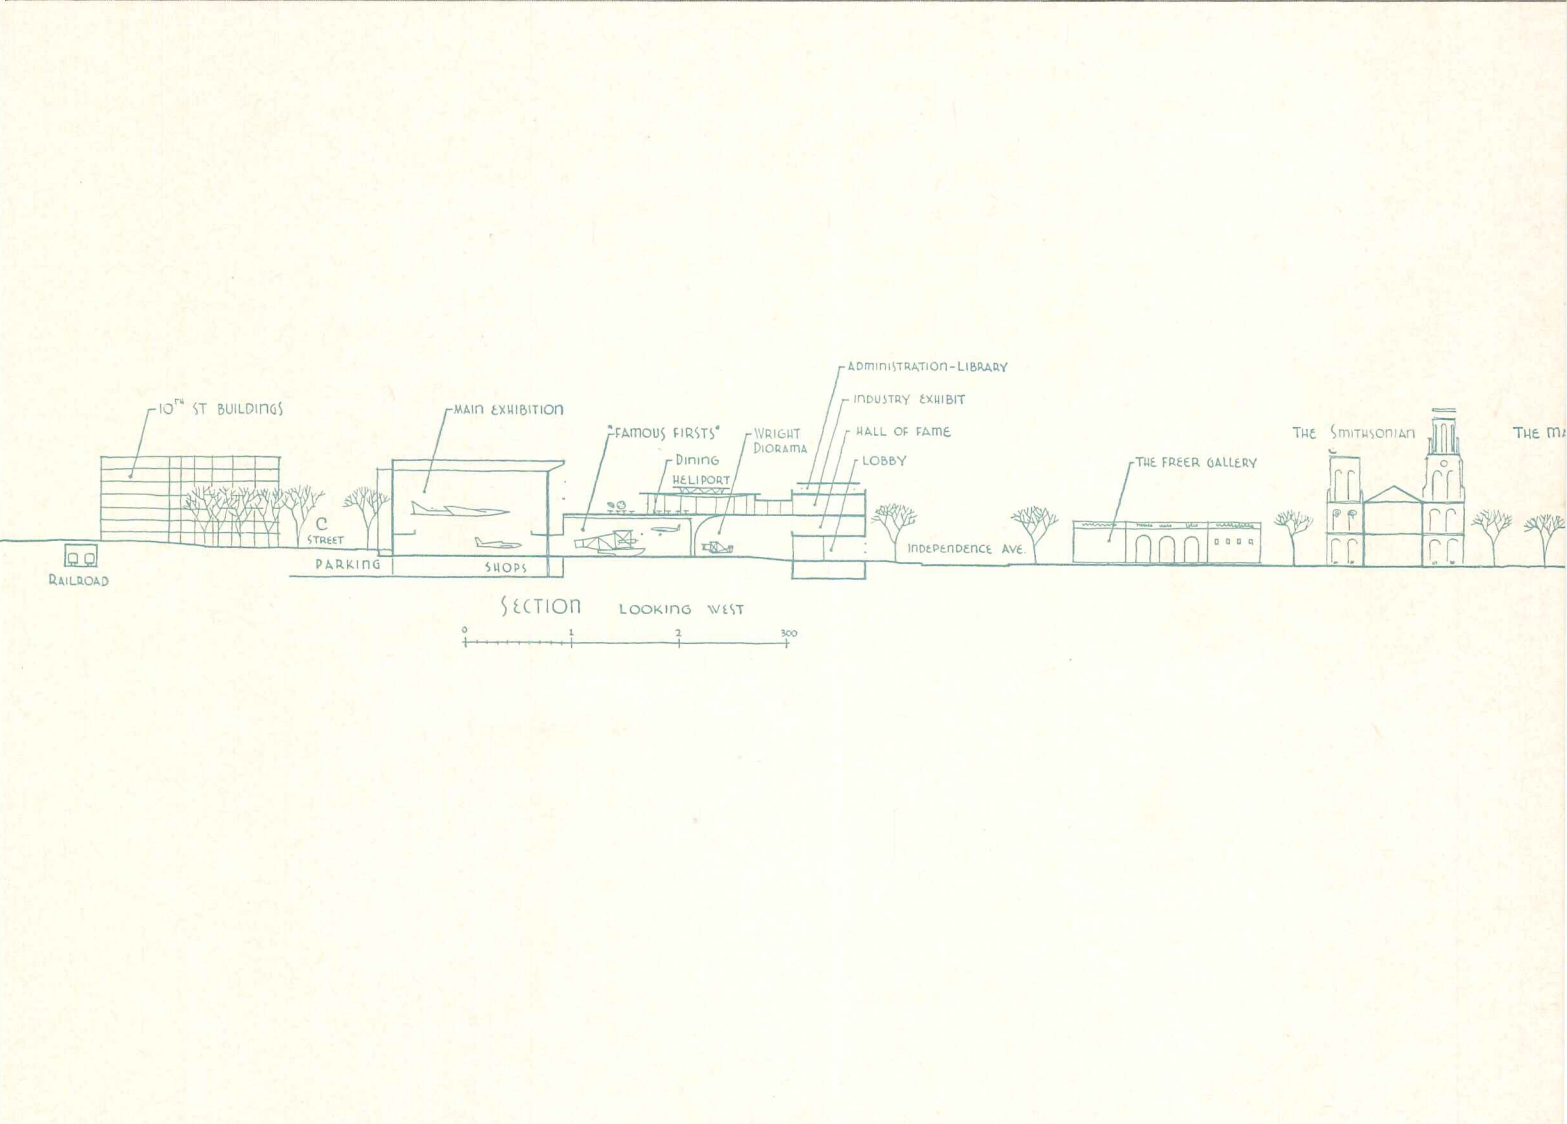 10TH ST BUILDINGS
MAIN EXHIBITION
"FAMOUS FIRSTS"
DINING
HELIPORT
WRIGHT
DIORAMA
ADMINISTRATION-LIBRARY
INDUSTRY EXHIBIT
HALL OF FAME
LOBBY
THE FREER GALLERY
THE SMITHSONIAN
THE
C
STREET
INDEPENDENCE AVE.
RAILROAD
PARKING
SHOPS
SECTION LOOKING WEST
0 1 2 300